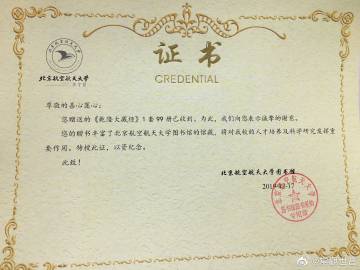 北京航空航天大学
图书馆
证书
CREDENTIAL
尊敬的嘉心莲心:
您赠送的《乾隆大藏经》1套99册已收到。为此,我们向您表示诚挚的谢意。
您的赠书丰富了北京航空航天大学图书馆的馆藏,将对我校的人才培养及科学研究发挥重
要作用。特授此证,以资纪念。
此致!
北京航空航天大学图书馆
2019-12-17